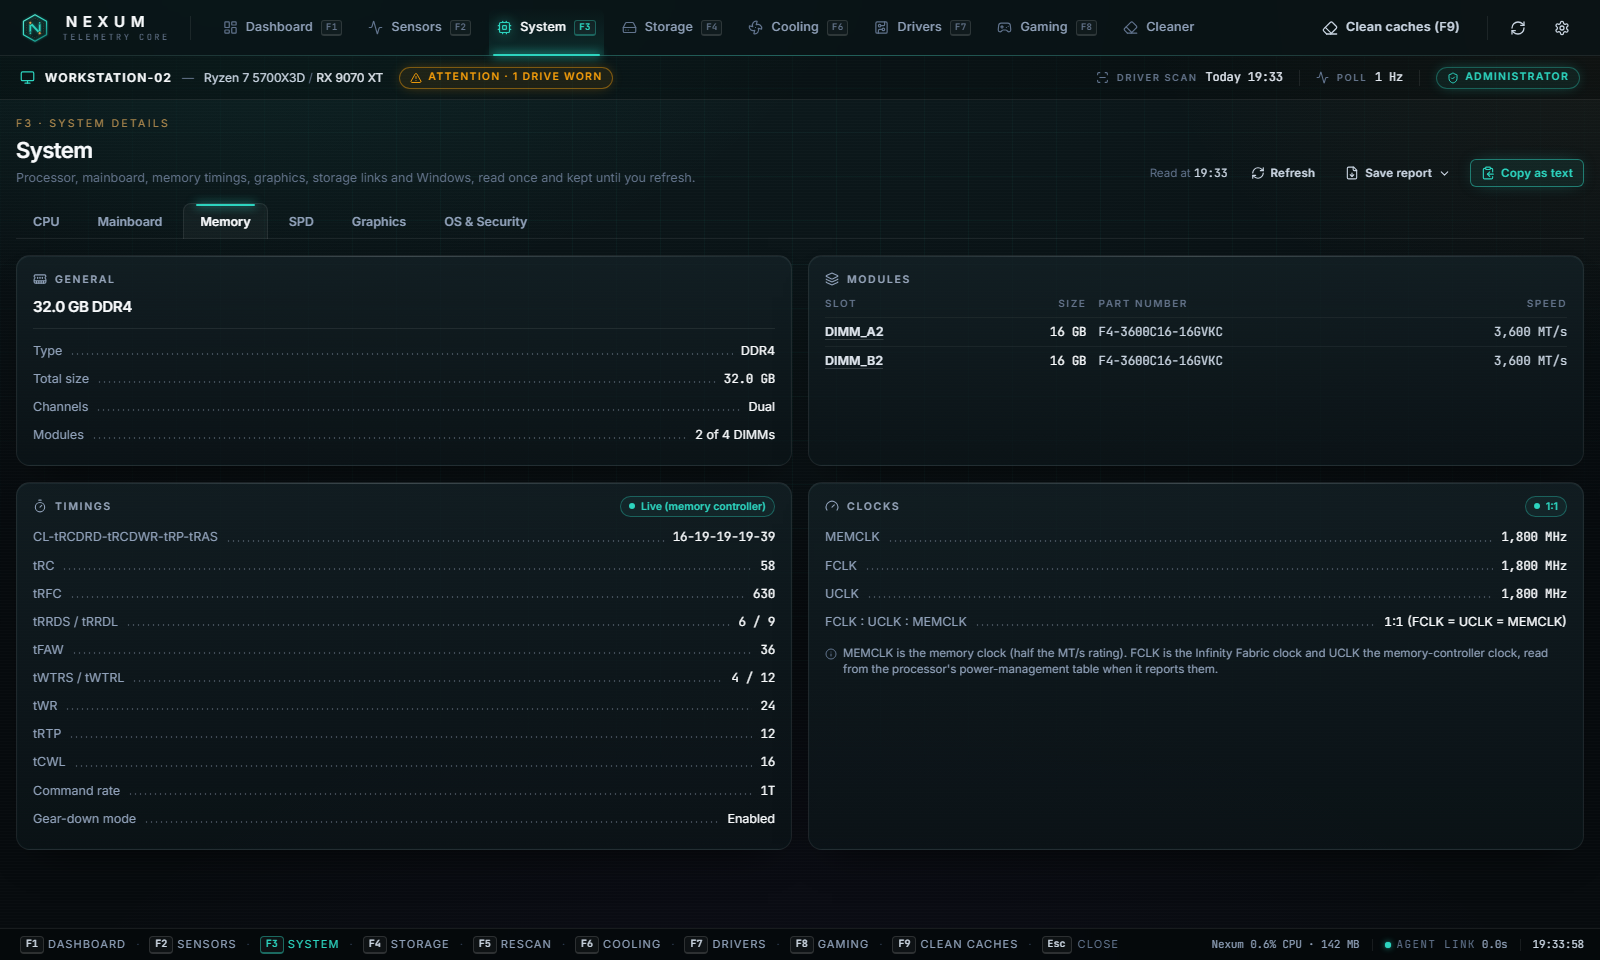 NEXUM
TELEMETRY CORE
Dashboard F1
Sensors F2
System F3
Storage F4
Cooling F6
Drivers F7
Gaming F8
Cleaner
Clean caches (F9)
WORKSTATION-02 — Ryzen 7 5700X3D / RX 9070 XT
ATTENTION · 1 DRIVE WORN
DRIVER SCAN Today 19:33
POLL 1 Hz
ADMINISTRATOR
F3 · SYSTEM DETAILS
System
Processor, mainboard, memory timings, graphics, storage links and Windows, read once and kept until you refresh.
Read at 19:33
Refresh
Save report
Copy as text
CPU
Mainboard
Memory
SPD
Graphics
OS & Security
GENERAL
32.0 GB DDR4
Type DDR4
Total size 32.0 GB
Channels Dual
Modules 2 of 4 DIMMs
MODULES
SLOT SIZE PART NUMBER SPEED
DIMM_A2 16 GB F4-3600C16-16GVKC 3,600 MT/s
DIMM_B2 16 GB F4-3600C16-16GVKC 3,600 MT/s
TIMINGS
Live (memory controller)
CL-tRCDRD-tRCDWR-tRP-tRAS 16-19-19-19-39
tRC 58
tRFC 630
tRRDS / tRRDL 6 / 9
tFAW 36
tWTRS / tWTRL 4 / 12
tWR 24
tRTP 12
tCWL 16
Command rate 1T
Gear-down mode Enabled
CLOCKS
1:1
MEMCLK 1,800 MHz
FCLK 1,800 MHz
UCLK 1,800 MHz
FCLK : UCLK : MEMCLK 1:1 (FCLK = UCLK = MEMCLK)
MEMCLK is the memory clock (half the MT/s rating). FCLK is the Infinity Fabric clock and UCLK the memory-controller clock, read
from the processor's power-management table when it reports them.
F1 DASHBOARD · F2 SENSORS · F3 SYSTEM · F4 STORAGE · F5 RESCAN · F6 COOLING · F7 DRIVERS · F8 GAMING · F9 CLEAN CACHES · Esc CLOSE
Nexum 0.6% CPU · 142 MB
AGENT LINK 0.0s
19:33:58